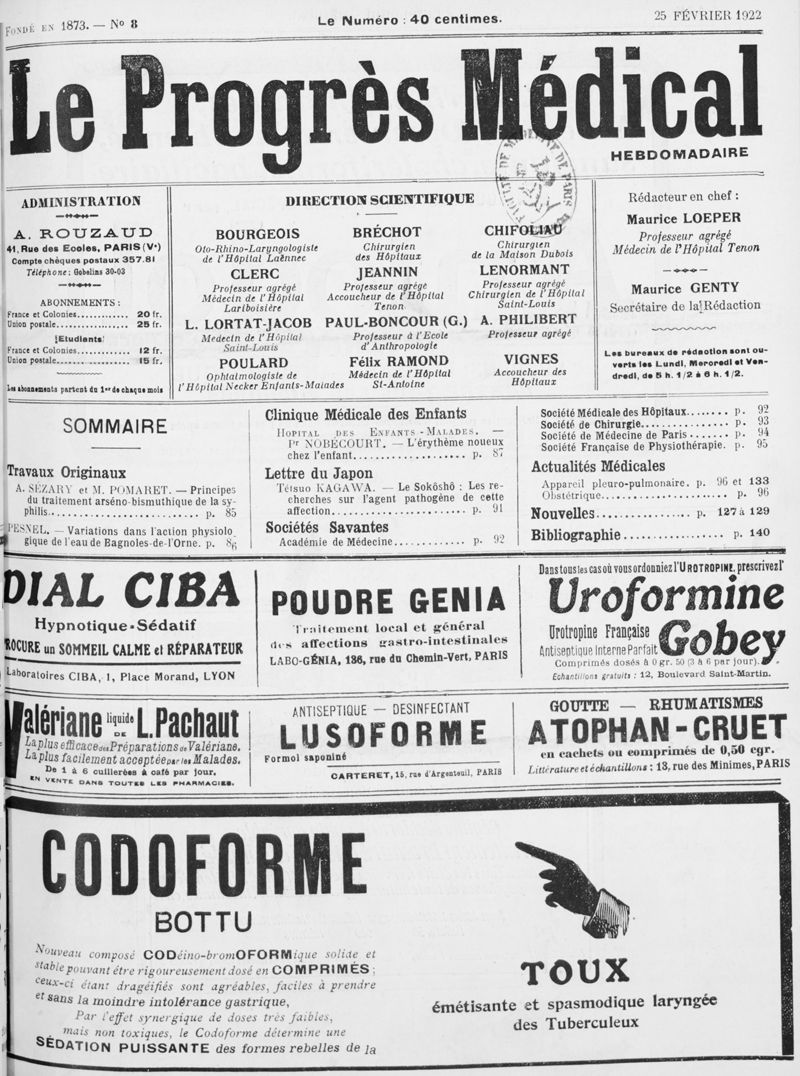 FONDÉ EN 1873. — No 8
Le Numéro : 40 centimes.
25 FÉVRIER 1922
Le Progrès Médical
HEBDOMADAIRE
FACULTÉ DE MÉDECINE DE PARIS
ADMINISTRATION
A. ROUZAUD
41, Rue des Ecoles, PARIS (Ve)
Compte chèques postaux 357.81
Téléphone : Gobelins 30-03
ABONNEMENTS :
France et Colonies............ 20 fr.
Union postale.................. 25 fr.
Etudiants
France et Colonies............ 12 fr.
Union postale.................. 15 fr.
Les abonnements partent du 1er de chaque mois
DIRECTION SCIENTIFIQUE
BOURGEOIS
Oto-Rhino-Laryngologiste
de l'Hôpital Laënnec
BRÉCHOT
Chirurgien
des Hôpitaux
CHIFOLIAU
Chirurgien
de la Maison Dubois
CLERC
Professeur agrégé
Médecin de l'Hôpital
Lariboisière
JEANNIN
Professeur agrégé
Accoucheur de l'Hôpital
Tenon
LENORMANT
Professeur agrégé
Chirurgien de l'Hôpital
Saint-Louis
L. LORTAT-JACOB
Medecin de l'Hôpital
Saint-Louis
PAUL-BONCOUR (G.)
Professeur à l'Ecole
d'Anthropologie
A. PHILIBERT
Professeur agrégé
POULARD
Ophtalmologiste de
l'Hôpital Necker Enfants-Malades
Félix RAMOND
Médecin de l'Hôpital
St-Antoine
VIGNES
Accoucheur des
Hôpitaux
Rédacteur en chef :
Maurice LOEPER
Professeur agrégé
Médecin de l'Hôpital Tenon
Maurice GENTY
Secrétaire de la Rédaction
Les bureaux de rédaction sont ou-
verts les Lundi, Mercredi et Ven-
dredi, de 5 h. 1/2 à 6 h. 1/2.
SOMMAIRE
Travaux Originaux
A. SÉZARY et M. POMARET. — Principes
du traitement arséno-bismuthique de la sy-
philis.................................. p. 85
PESNEL. — Variations dans l'action physiolo-
gique de l'eau de Bagnoles-de-l'Orne. p. 86
Clinique Médicale des Enfants
HOPITAL DES ENFANTS-MALADES. —
Pr NOBÉCOURT. — L'érythème noueux
chez l'enfant........................ p. 87
Lettre du Japon
Tétsuo KAGAWA. — Le Sokôshô : Les re-
cherches sur l'agent pathogène de cette
affection............................ p. 91
Sociétés Savantes
Académie de Médecine.............. p. 92
Société Médicale des Hôpitaux........ p. 92
Société de Chirurgie.................. p. 93
Société de Médecine de Paris......... p. 94
Société Française de Physiothérapie. p. 95
Actualités Médicales
Appareil pleuro-pulmonaire. p. 96 et 133
Obstétrique............................ p. 96
Nouvelles................ p. 127 à 129
Bibliographie................ p. 140
DIAL CIBA
Hypnotique-Sédatif
PROCURE un SOMMEIL CALME et RÉPARATEUR
Laboratoires CIBA, 1, Place Morand, LYON
POUDRE GENIA
Traitement local et général
des affections gastro-intestinales
LABO-GÉNIA, 136, rue du Chemin-Vert, PARIS
Dans tous les cas où vous ordonniez l'UROTROPINE, prescrivez l'
Uroformine
Urotropine Française
Antiseptique Interne Parfait
Gobey
Comprimés dosés à 0 gr. 50 (3 à 6 par jour).
Echantillons gratuits : 12, Boulevard Saint-Martin.
Valériane liquide DE L. Pachaut
La plus efficace des Préparations de Valériane.
La plus facilement acceptée par les Malades.
De 1 à 6 cuillerées à café par jour.
EN VENTE DANS TOUTES LES PHARMACIES.
ANTISEPTIQUE — DESINFECTANT
LUSOFORME
Formol saponiné
CARTERET, 15, rue d'Argenteuil, PARIS
GOUTTE — RHUMATISMES
ATOPHAN-CRUET
en cachets ou comprimés de 0,50 cgr.
Littérature et échantillons : 13, rue des Minimes, PARIS
CODOFORME
BOTTU
Nouveau composé CODéino-bromOFORMique solide et
stable pouvant être rigoureusement dosé en COMPRIMÉS ;
ceux-ci étant dragéifiés sont agréables, faciles à prendre
et sans la moindre intolérance gastrique,
Par l'effet synergique de doses très faibles,
mais non toxiques, le Codoforme détermine une
SÉDATION PUISSANTE des formes rebelles de la
TOUX
émétisante et spasmodique laryngée
des Tuberculeux